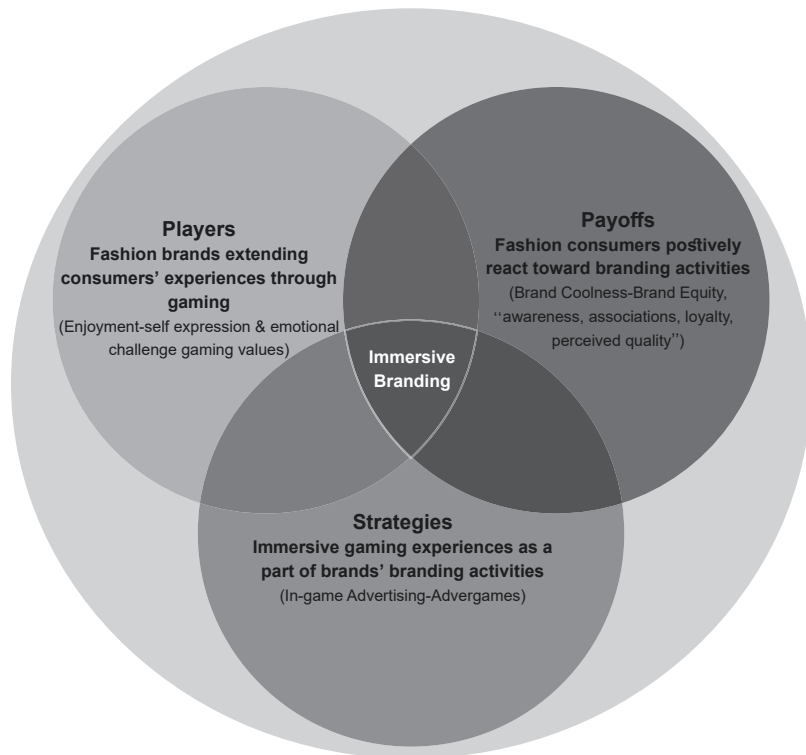 Players
Fashion brands extending
consumers’ experiences through
gaming
(Enjoyment-self expression & emotional
challenge gaming values)
Payoffs
Fashion consumers positively
react toward branding activities
(Brand Coolness-Brand Equity,
‘‘awareness, associations, loyalty,
perceived quality’’)
Immersive
Branding
Strategies
Immersive gaming experiences as a
part of brands’ branding activities
(In-game Advertising-Advergames)